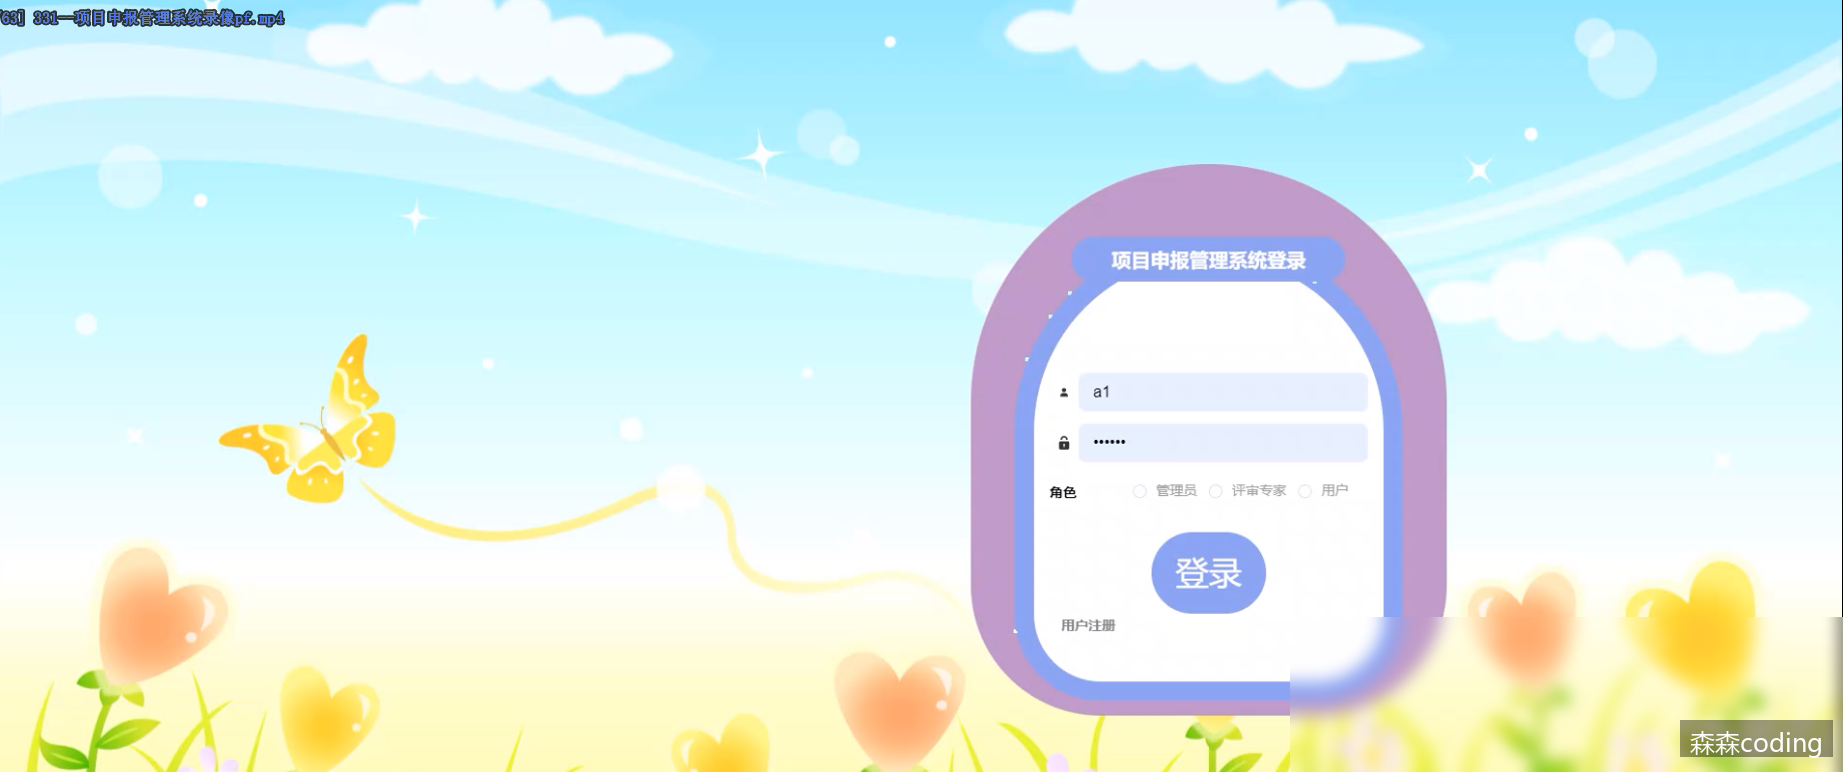 63] 331--项目申报管理系统录像pf.mp4
项目申报管理系统登录
a1
••••••
角色 管理员 评审专家 用户
登录
用户注册
森森coding